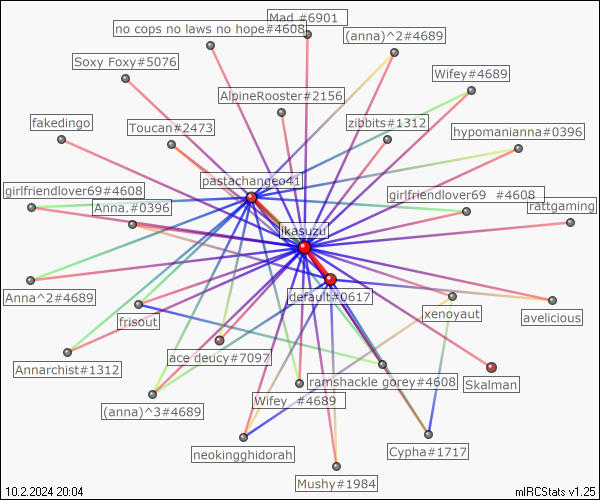 Mad #6901
no cops no laws no hope#4608
(anna)^2#4689
Soxy Foxy#5076
Wifey#4689
AlpineRooster#2156
fakedingo
Toucan#2473
zibbits#1312
hypomanianna#0396
pastachangeo41
girlfriendlover69#4608
girlfriendlover69 #4608
Anna.#0396
rattgaming
ikasuzu
Anna^2#4689
default#0617
frisout
xenoyaut
avelicious
ace deucy#7097
Annarchist#1312
ramshackle gorey#4608
Skalman
Wifey #4689
(anna)^3#4689
neokingghidorah
Cypha#1717
Mushy#1984
10.2.2024 20:04
mIRCStats v1.25